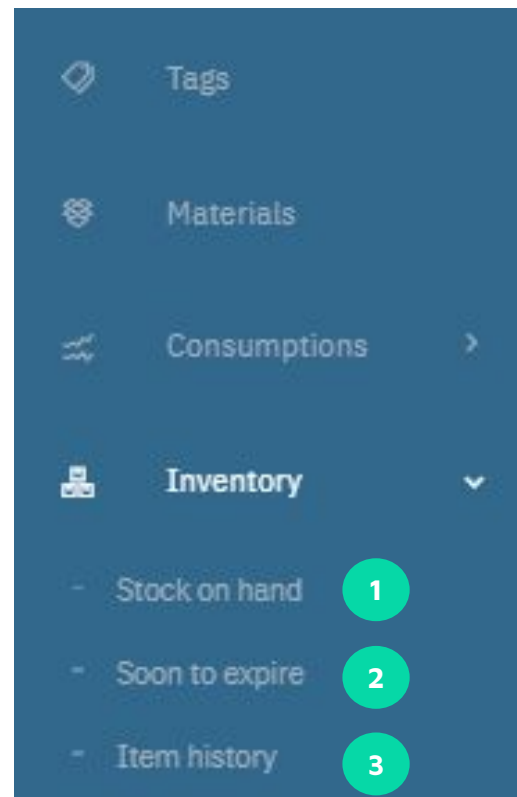 Tags
Materials
Consumptions
Inventory
- Stock on hand 1
- Soon to expire 2
- Item history 3